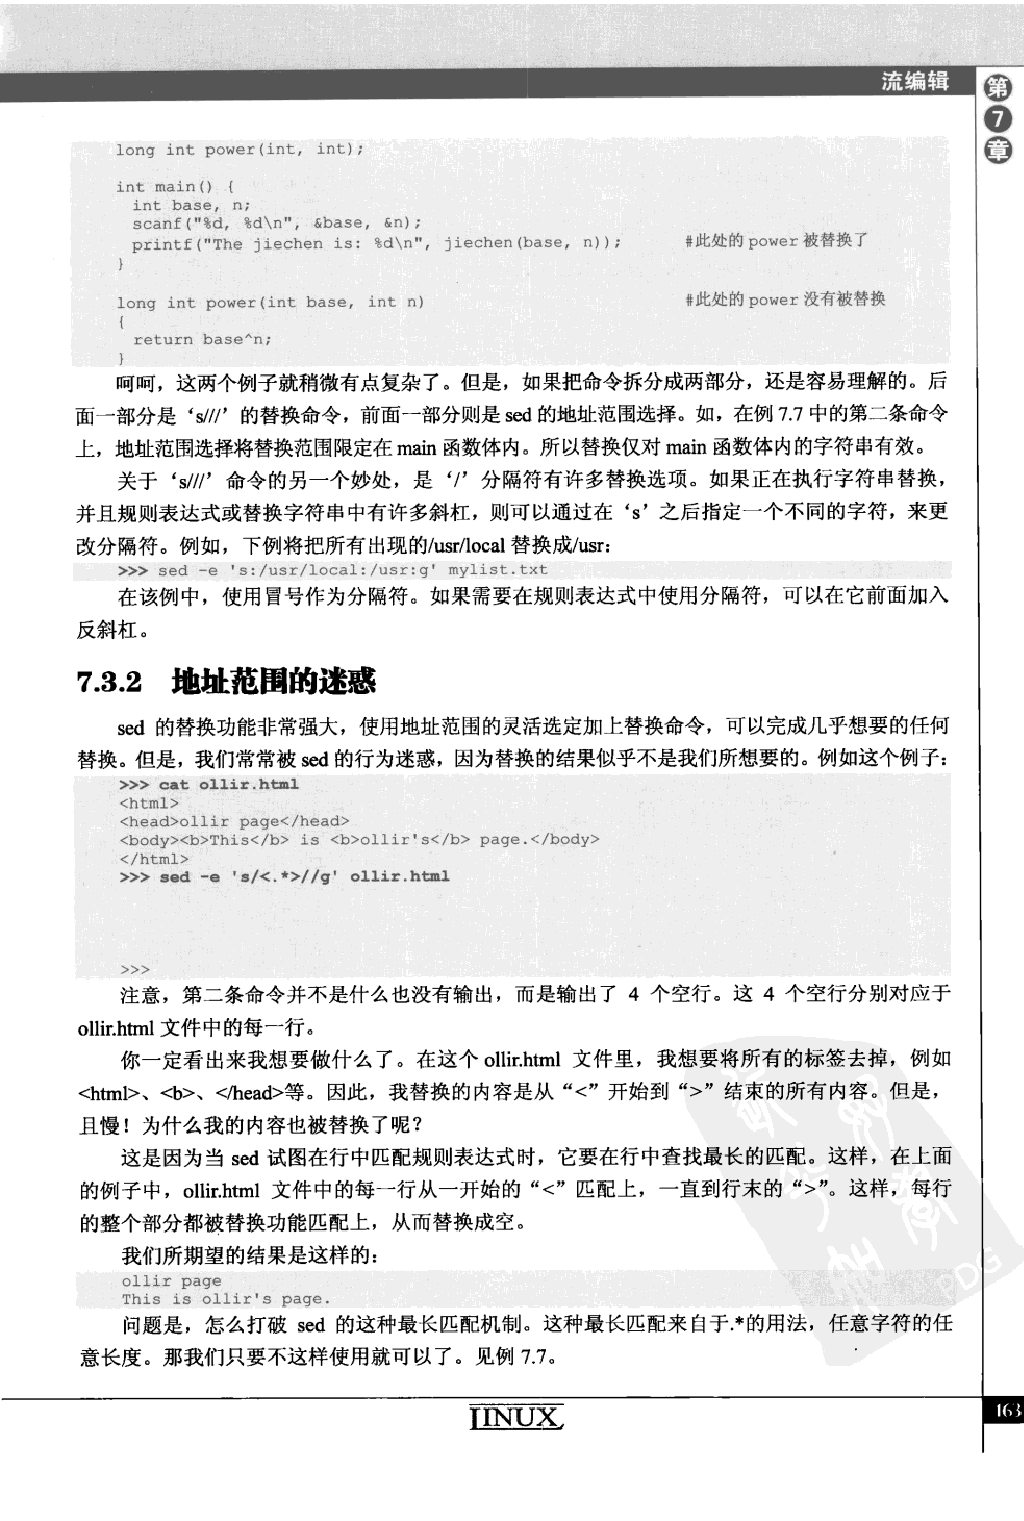 流编辑
第7章
long int power(int, int);
int main() {
int base, n;
scanf("%d, %d\n", &base, &n);
printf("The jiechen is: %d\n", jiechen(base, n)); #此处的 power 被替换了
}
long int power(int base, int n) #此处的 power 没有被替换
{
return base^n;
}
呵呵，这两个例子就稍微有点复杂了。但是，如果把命令拆分成两部分，还是容易理解的。后
面一部分是‘s///’的替换命令，前面一部分则是 sed 的地址范围选择。如，在例 7.7 中的第二条命令
上，地址范围选择将替换范围限定在 main 函数体内。所以替换仅对 main 函数体内的字符串有效。
关于‘s///’命令的另一个妙处，是‘/’分隔符有许多替换选项。如果正在执行字符串替换，
并且规则表达式或替换字符串中有许多斜杠，则可以通过在‘s’之后指定一个不同的字符，来更
改分隔符。例如，下例将把所有出现的/usr/local 替换成/usr：
>>> sed -e 's:/usr/local:/usr:g' mylist.txt
在该例中，使用冒号作为分隔符。如果需要在规则表达式中使用分隔符，可以在它前面加入
反斜杠。
7.3.2 地址范围的迷惑
sed 的替换功能非常强大，使用地址范围的灵活选定加上替换命令，可以完成几乎想要的任何
替换。但是，我们常常被 sed 的行为迷惑，因为替换的结果似乎不是我们所想要的。例如这个例子：
>>> cat ollir.html
<html>
<head>ollir page</head>
<body><b>This</b> is <b>ollir's</b> page.</body>
</html>
>>> sed -e 's/<.*>//g' ollir.html
>>>
注意，第二条命令并不是什么也没有输出，而是输出了 4 个空行。这 4 个空行分别对应于
ollir.html 文件中的每一行。
你一定看出来我想要做什么了。在这个 ollir.html 文件里，我想要将所有的标签去掉，例如
<html>、<b>、</head>等。因此，我替换的内容是从“<”开始到“>”结束的所有内容。但是，
且慢！为什么我的内容也被替换了呢？
这是因为当 sed 试图在行中匹配规则表达式时，它要在行中查找最长的匹配。这样，在上面
的例子中，ollir.html 文件中的每一行从一开始的“<”匹配上，一直到行末的“>”。这样，每行
的整个部分都被替换功能匹配上，从而替换成空。
我们所期望的结果是这样的：
ollir page
This is ollir's page.
问题是，怎么打破 sed 的这种最长匹配机制。这种最长匹配来自于.*的用法，任意字符的任
意长度。那我们只要不这样使用就可以了。见例 7.7。
PDG
LINUX
163